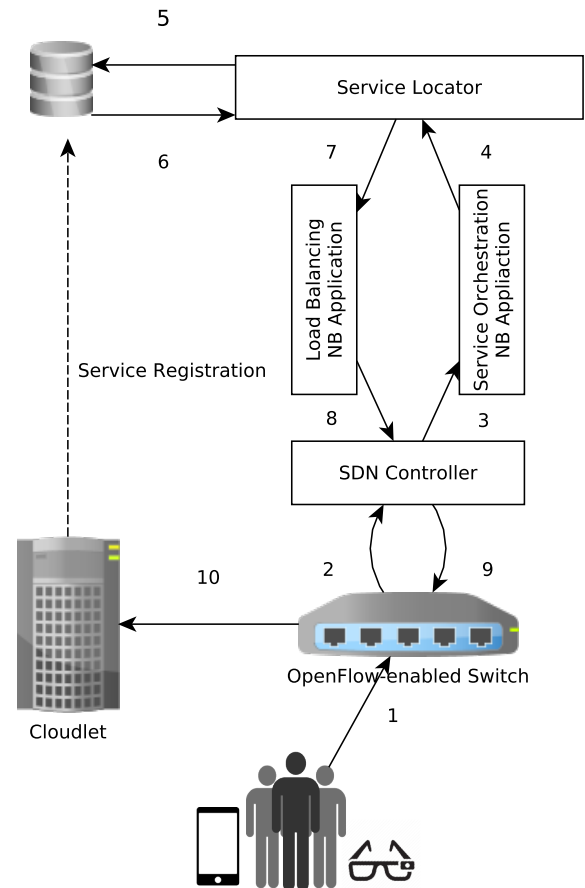 5
Service Locator
6
7
4
Load Balancing
NB Application
Service Orchestration
NB Appliaction
Service Registration
8
3
SDN Controller
10
2
9
OpenFlow-enabled Switch
1
Cloudlet